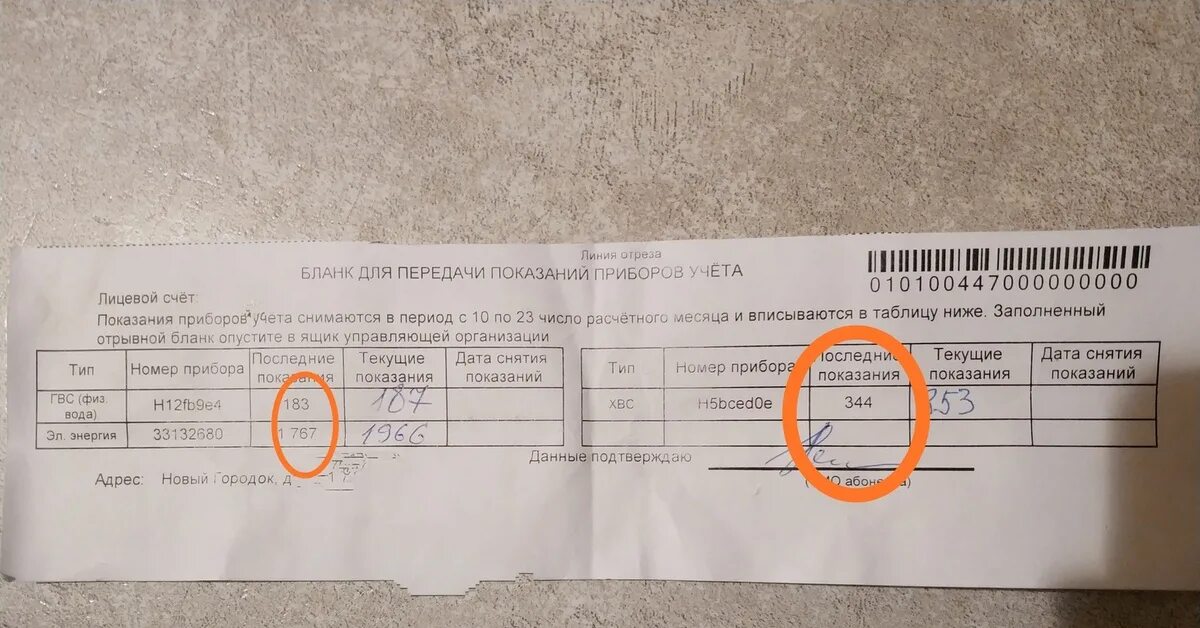 Линия отреза
БЛАНК ДЛЯ ПЕРЕДАЧИ ПОКАЗАНИЙ ПРИБОРОВ УЧЁТА
010100447000000000
Лицевой счёт:
Показания приборов учета снимаются в период с 10 по 23 число расчётного месяца и вписываются в таблицу ниже. Заполненный
отрывной бланк опустите в ящик управляющей организации
Тип Номер прибора Последние показания Текущие показания Дата снятия показаний
ГВС (физ. вода) H12fb9e4 183 187
Эл. энергия 33132680 1 767 1966
Тип Номер прибора Последние показания Текущие показания Дата снятия показаний
ХВС H5bced0e 344 353
Данные подтверждаю
(ФИО абонента)
Адрес: Новый Городок, д